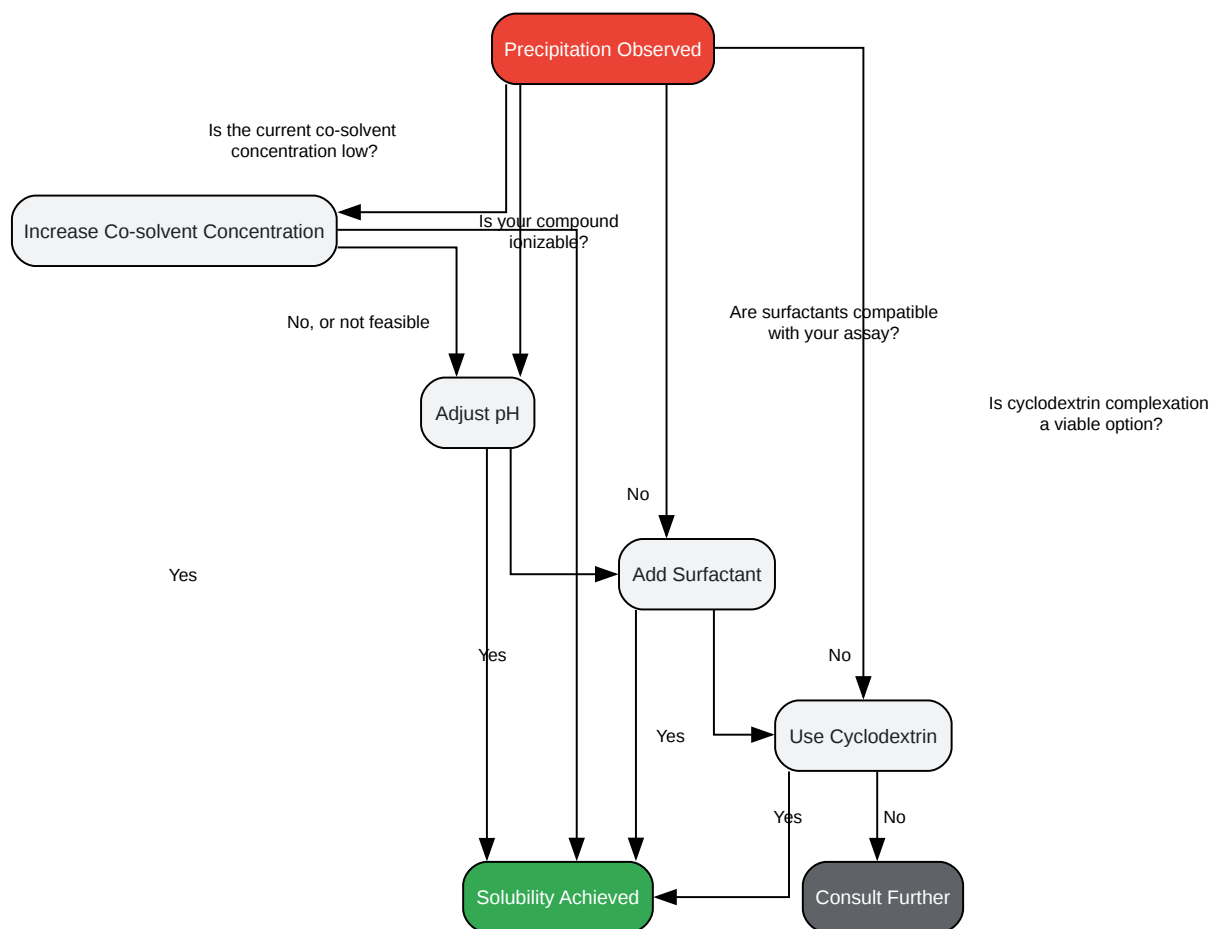 Precipitation Observed
Is the current co-solvent
concentration low?
Increase Co-solvent Concentration
Is your compound
ionizable?
No, or not feasible
Are surfactants compatible
with your assay?
Is cyclodextrin complexation
a viable option?
Adjust pH
No
Add Surfactant
Yes
Yes
No
Yes
Use Cyclodextrin
Yes
No
Solubility Achieved
Consult Further